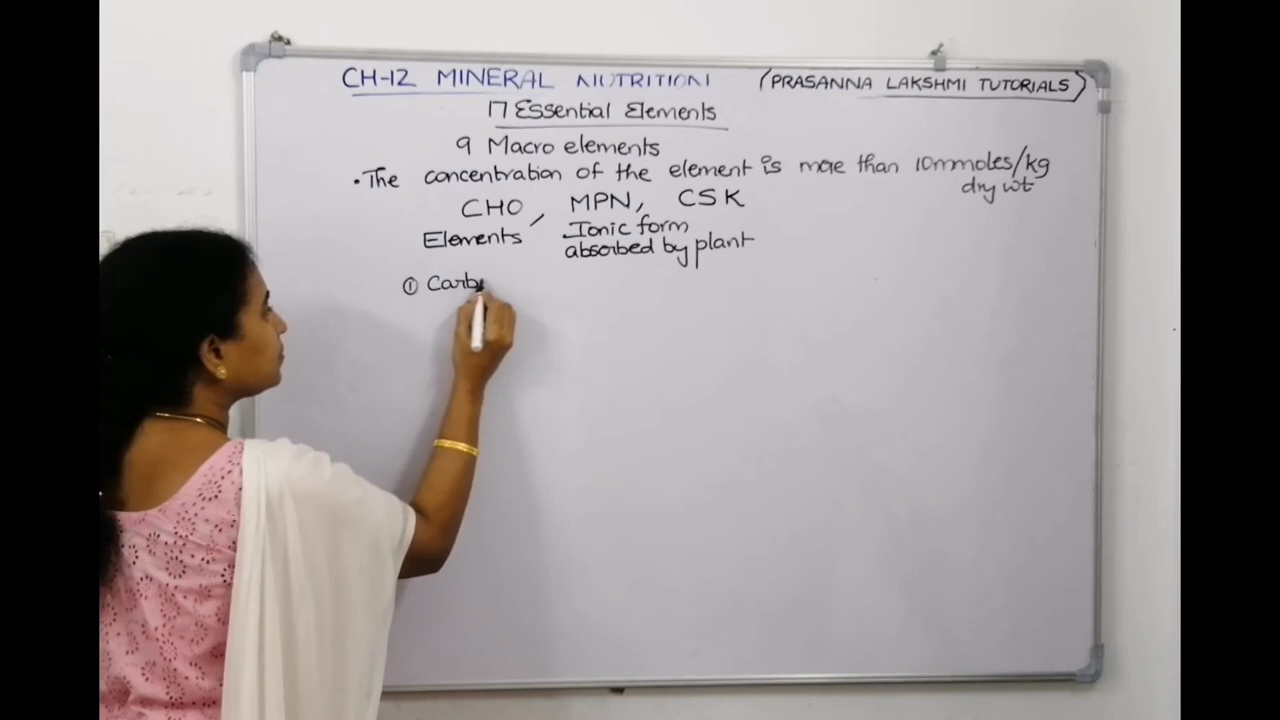 CH-12 MINERAL NUTRITION (PRASANNA LAKSHMI TUTORIALS)
17 Essential Elements
9 Macro elements
• The concentration of the element is more than 10mmoles/kg
dry wt
CHO, MPN, CSK
Elements Ionic form
absorbed by plant
① Carb